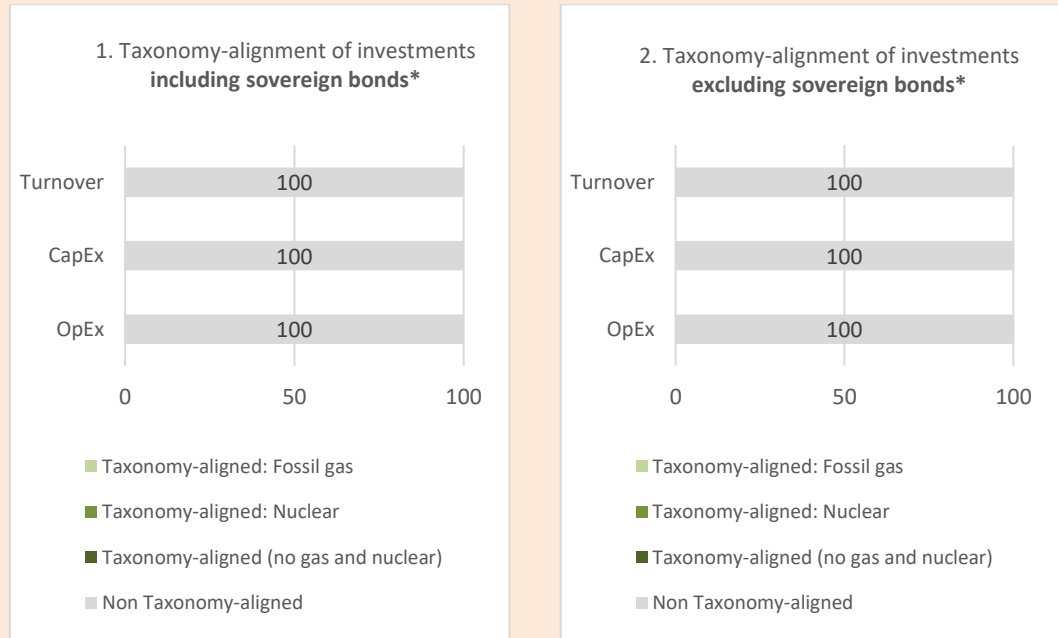 1. Taxonomy-alignment of investments
including sovereign bonds*
Turnover
100
CapEx
100
OpEx
100
0 50 100
Taxonomy-aligned: Fossil gas
Taxonomy-aligned: Nuclear
Taxonomy-aligned (no gas and nuclear)
Non Taxonomy-aligned
2. Taxonomy-alignment of investments
excluding sovereign bonds*
Turnover
100
CapEx
100
OpEx
100
0 50 100
Taxonomy-aligned: Fossil gas
Taxonomy-aligned: Nuclear
Taxonomy-aligned (no gas and nuclear)
Non Taxonomy-aligned